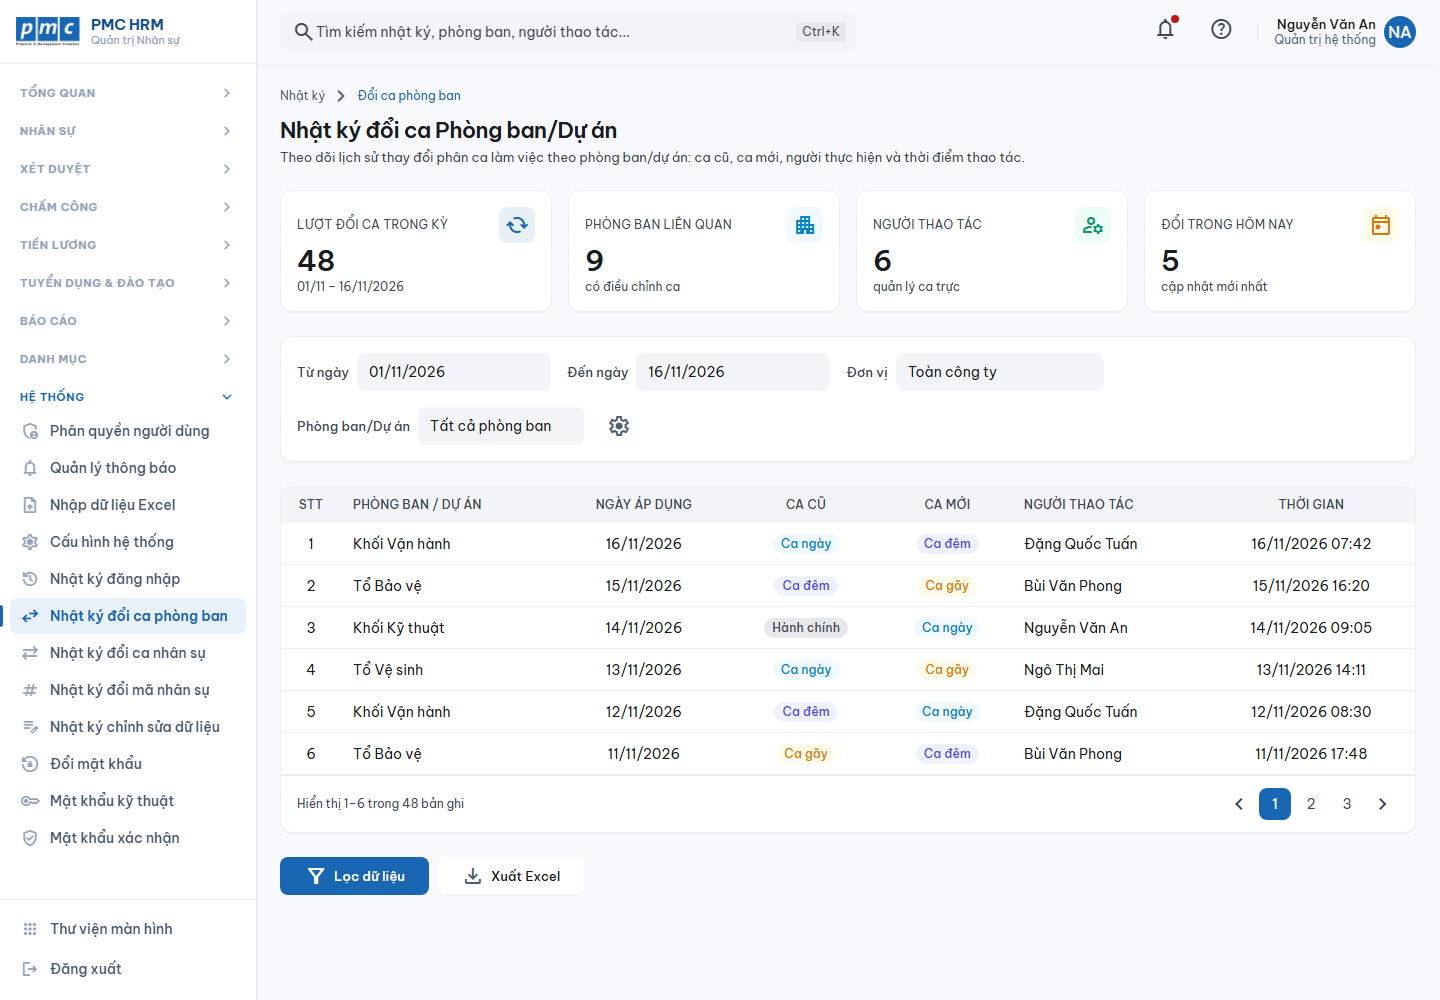 pmc
PMC HRM
Quản trị Nhân sự
TỔNG QUAN
NHÂN SỰ
XÉT DUYỆT
CHẤM CÔNG
TIỀN LƯƠNG
TUYỂN DỤNG & ĐÀO TẠO
BÁO CÁO
DANH MỤC
HỆ THỐNG
Phân quyền người dùng
Quản lý thông báo
Nhập dữ liệu Excel
Cấu hình hệ thống
Nhật ký đăng nhập
Nhật ký đổi ca phòng ban
Nhật ký đổi ca nhân sự
Nhật ký đổi mã nhân sự
Nhật ký chỉnh sửa dữ liệu
Đổi mật khẩu
Mật khẩu kỹ thuật
Mật khẩu xác nhận
Thư viện màn hình
Đăng xuất
Tìm kiếm nhật ký, phòng ban, người thao tác... Ctrl+K
Nguyễn Văn An
Quản trị hệ thống
NA
Nhật ký Đổi ca phòng ban
Nhật ký đổi ca Phòng ban/Dự án
Theo dõi lịch sử thay đổi phân ca làm việc theo phòng ban/dự án: ca cũ, ca mới, người thực hiện và thời điểm thao tác.
LƯỢT ĐỔI CA TRONG KỲ
48
01/11 – 16/11/2026
PHÒNG BAN LIÊN QUAN
9
có điều chỉnh ca
NGƯỜI THAO TÁC
6
quản lý ca trực
ĐỔI TRONG HÔM NAY
5
cập nhật mới nhất
Từ ngày 01/11/2026 Đến ngày 16/11/2026 Đơn vị Toàn công ty
Phòng ban/Dự án Tất cả phòng ban
STT PHÒNG BAN / DỰ ÁN NGÀY ÁP DỤNG CA CŨ CA MỚI NGƯỜI THAO TÁC THỜI GIAN
1 Khối Vận hành 16/11/2026 Ca ngày Ca đêm Đặng Quốc Tuấn 16/11/2026 07:42
2 Tổ Bảo vệ 15/11/2026 Ca đêm Ca gãy Bùi Văn Phong 15/11/2026 16:20
3 Khối Kỹ thuật 14/11/2026 Hành chính Ca ngày Nguyễn Văn An 14/11/2026 09:05
4 Tổ Vệ sinh 13/11/2026 Ca ngày Ca gãy Ngô Thị Mai 13/11/2026 14:11
5 Khối Vận hành 12/11/2026 Ca đêm Ca ngày Đặng Quốc Tuấn 12/11/2026 08:30
6 Tổ Bảo vệ 11/11/2026 Ca gãy Ca đêm Bùi Văn Phong 11/11/2026 17:48
Hiển thị 1–6 trong 48 bản ghi 1 2 3
Lọc dữ liệu Xuất Excel